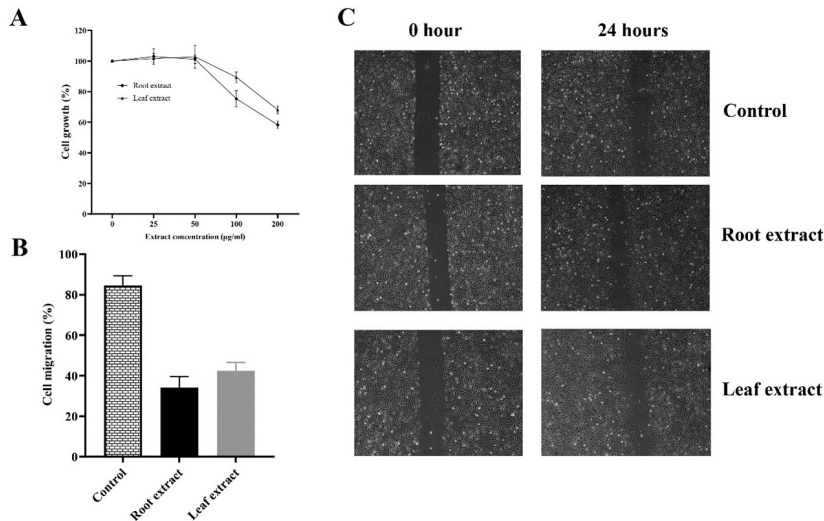 A
Cell growth (%)
120
100
80
60
40
20
0
Root extract
Leaf extract
0 25 50 100 200
Extract concentration (µg/ml)
B
Cell migration (%)
100
80
60
40
20
0
Control
Root extract
Leaf extract
C
0 hour 24 hours
Control
Root extract
Leaf extract